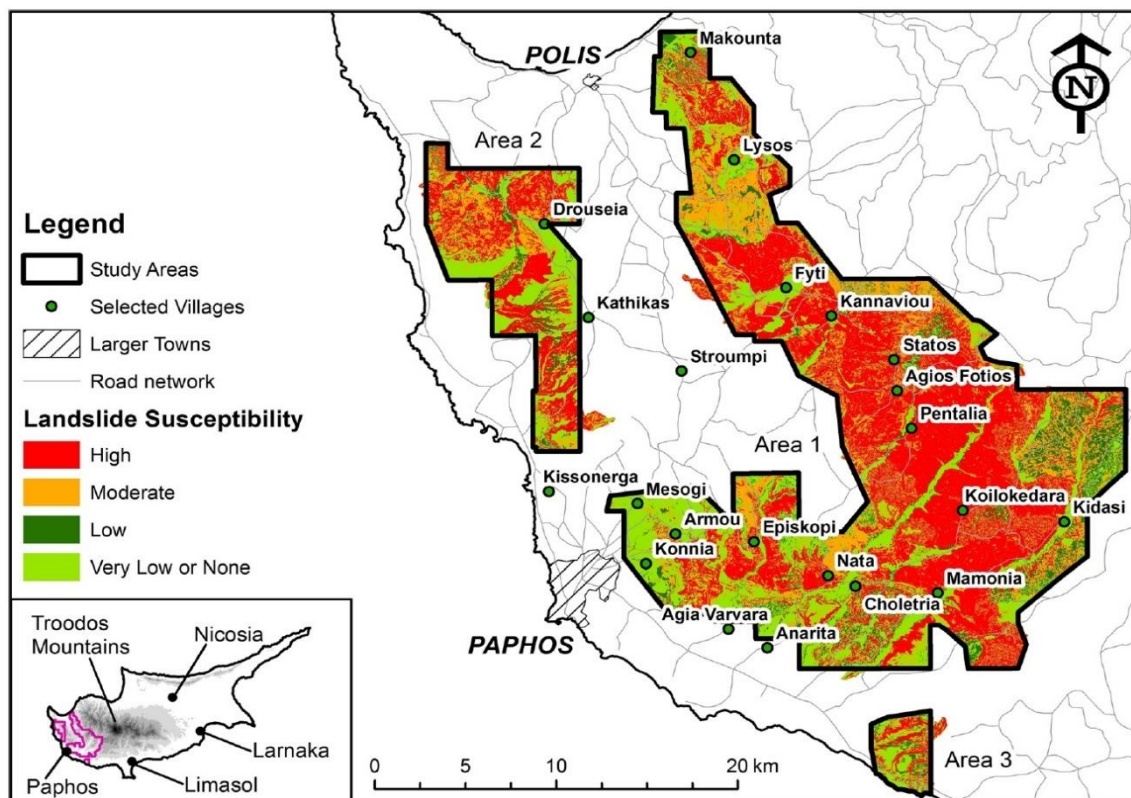 Makounta
POLIS
N
Area 2
Lysos
Drouseia
Legend
Study Areas
Selected Villages
Larger Towns
Road network
Landslide Susceptibility
High
Moderate
Low
Very Low or None
Fyti
Kathikas
Kannaviou
Stroumpi
Statos
Agios Fotios
Area 1
Pentalia
Kissonerga
Mesogi
Koilokedara
Kidasi
Armou
Episkopi
Konnia
Nata
Mamonia
Choletria
Agia Varvara
Anarita
PAPHOS
Area 3
Troodos
Mountains
Nicosia
Larnaka
Limasol
Paphos
0 5 10 20 km